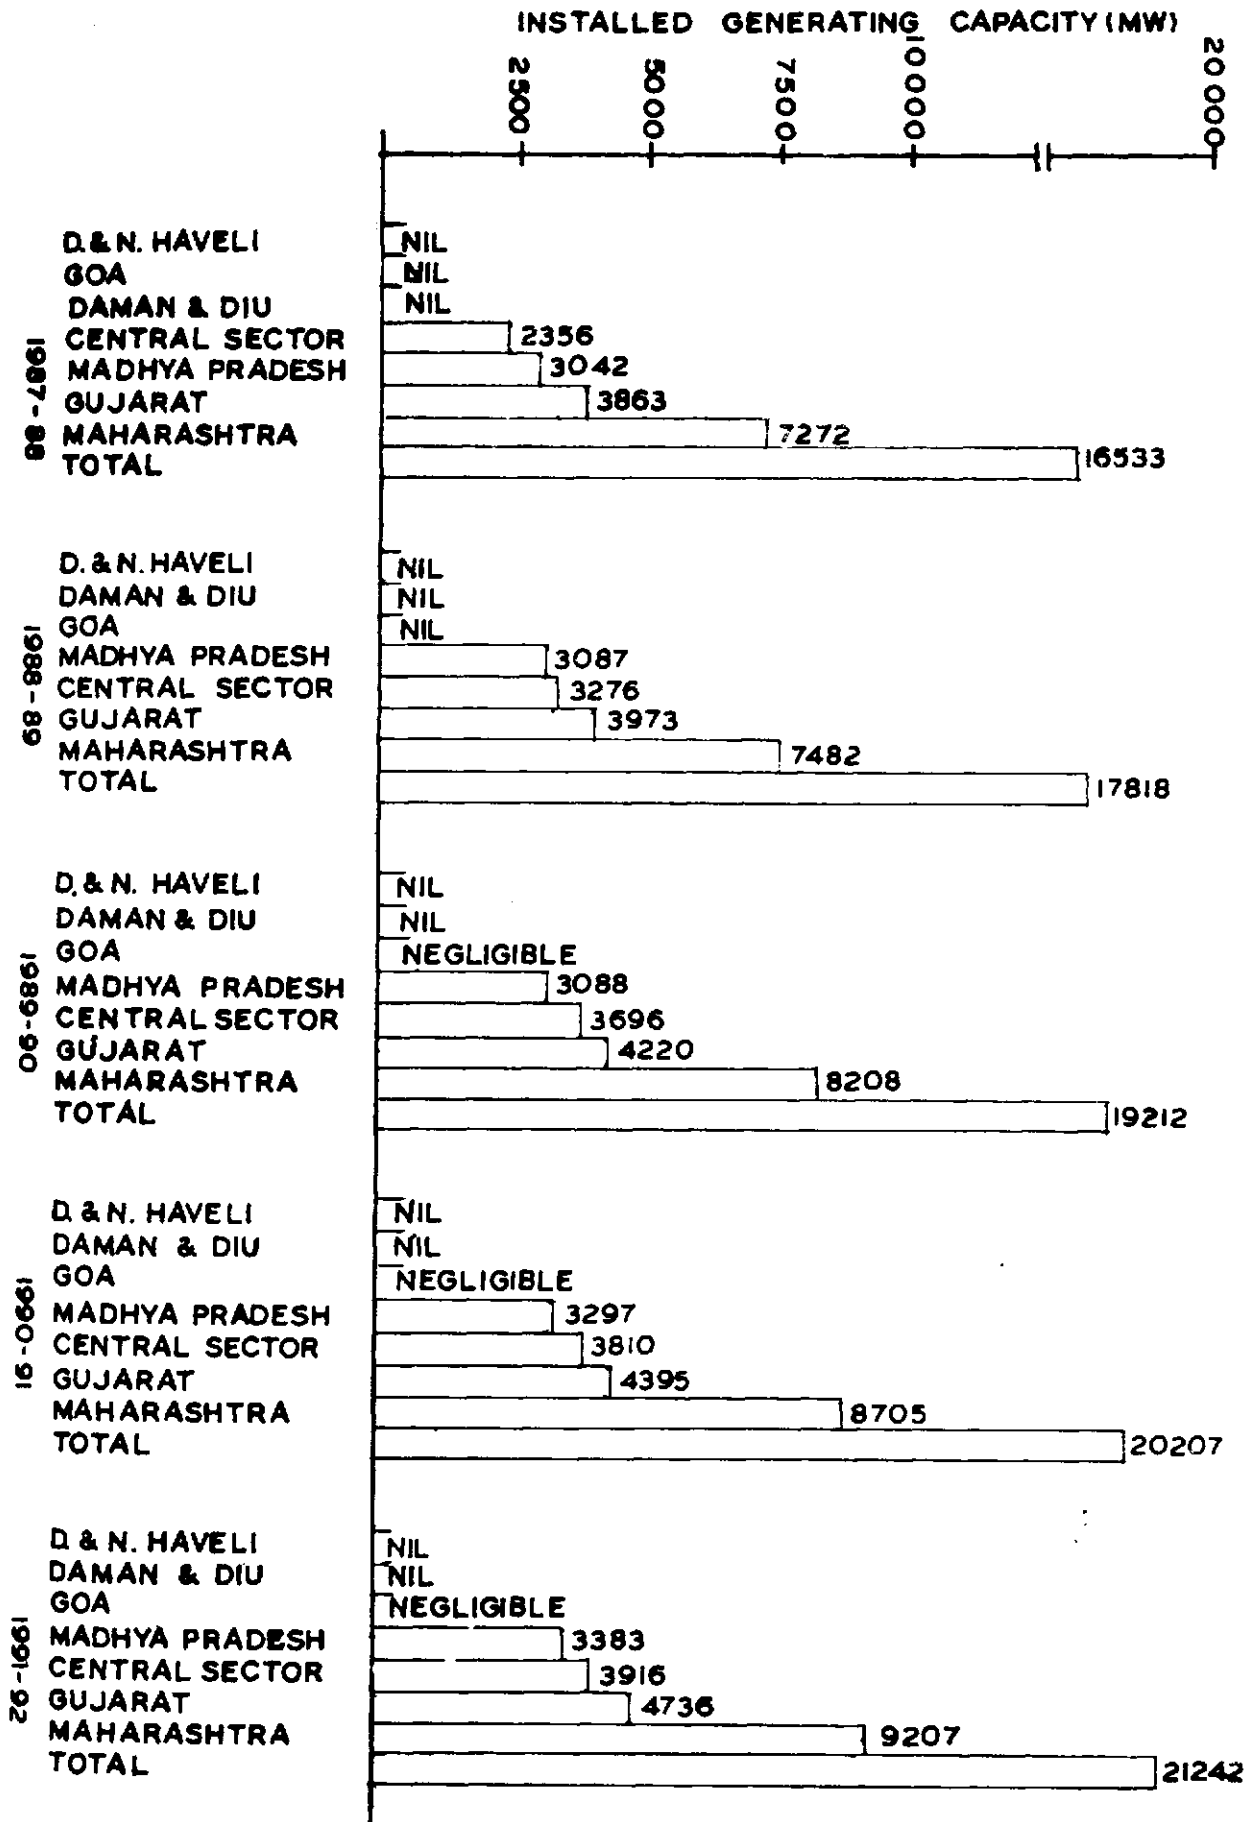 INSTALLED GENERATING CAPACITY (MW)
2500 5000 7500 10000 20000
1987-88
D. & N. HAVELI NIL
GOA NIL
DAMAN & DIU NIL
CENTRAL SECTOR 2356
MADHYA PRADESH 3042
GUJARAT 3863
MAHARASHTRA 7272
TOTAL 16533
1988-89
D. & N. HAVELI NIL
DAMAN & DIU NIL
GOA NIL
MADHYA PRADESH 3087
CENTRAL SECTOR 3276
GUJARAT 3973
MAHARASHTRA 7482
TOTAL 17818
1989-90
D. & N. HAVELI NIL
DAMAN & DIU NIL
GOA NEGLIGIBLE
MADHYA PRADESH 3088
CENTRAL SECTOR 3696
GUJARAT 4220
MAHARASHTRA 8208
TOTAL 19212
1990-91
D. & N. HAVELI NIL
DAMAN & DIU NIL
GOA NEGLIGIBLE
MADHYA PRADESH 3297
CENTRAL SECTOR 3810
GUJARAT 4395
MAHARASHTRA 8705
TOTAL 20207
1991-92
D. & N. HAVELI NIL
DAMAN & DIU NIL
GOA NEGLIGIBLE
MADHYA PRADESH 3383
CENTRAL SECTOR 3916
GUJARAT 4736
MAHARASHTRA 9207
TOTAL 21242